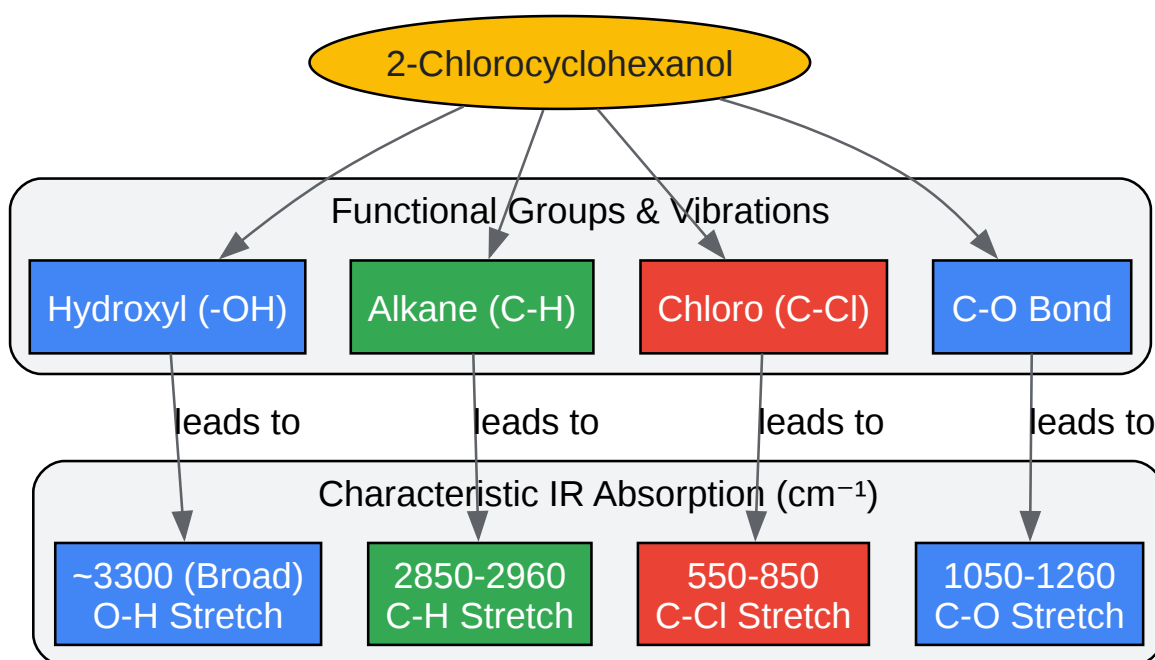 2-Chlorocyclohexanol
Functional Groups & Vibrations
Hydroxyl (-OH)
Alkane (C-H)
Chloro (C-Cl)
C-O Bond
leads to
leads to
leads to
leads to
Characteristic IR Absorption (cm⁻¹)
~3300 (Broad)
O-H Stretch
2850-2960
C-H Stretch
550-850
C-Cl Stretch
1050-1260
C-O Stretch